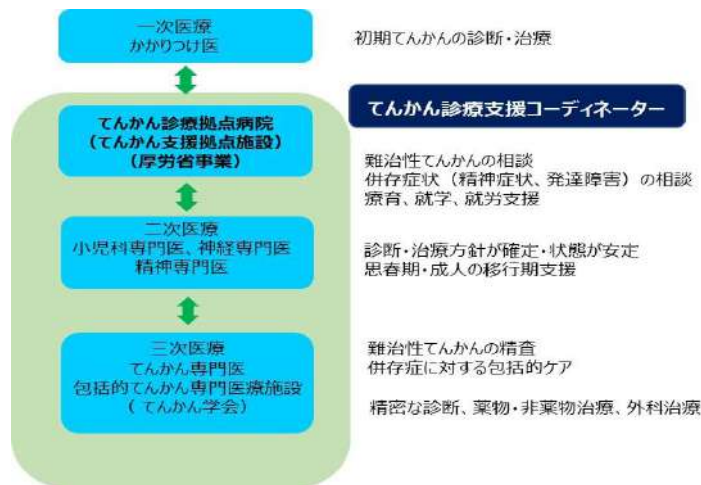 一次医療
かかりつけ医
初期てんかんの診断・治療
てんかん診療拠点病院
(てんかん支援拠点施設)
(厚労省事業)
てんかん診療支援コーディネーター
難治性てんかんの相談
併存症状（精神症状、発達障害）の相談
療育、就学、就労支援
二次医療
小児科専門医、神経専門医
精神専門医
診断・治療方針が確定・状態が安定
思春期・成人の移行期支援
三次医療
てんかん専門医
包括的てんかん専門医療施設
( てんかん学会)
難治性てんかんの精査
併存症に対する包括的ケア
精密な診断、薬物・非薬物治療、外科治療